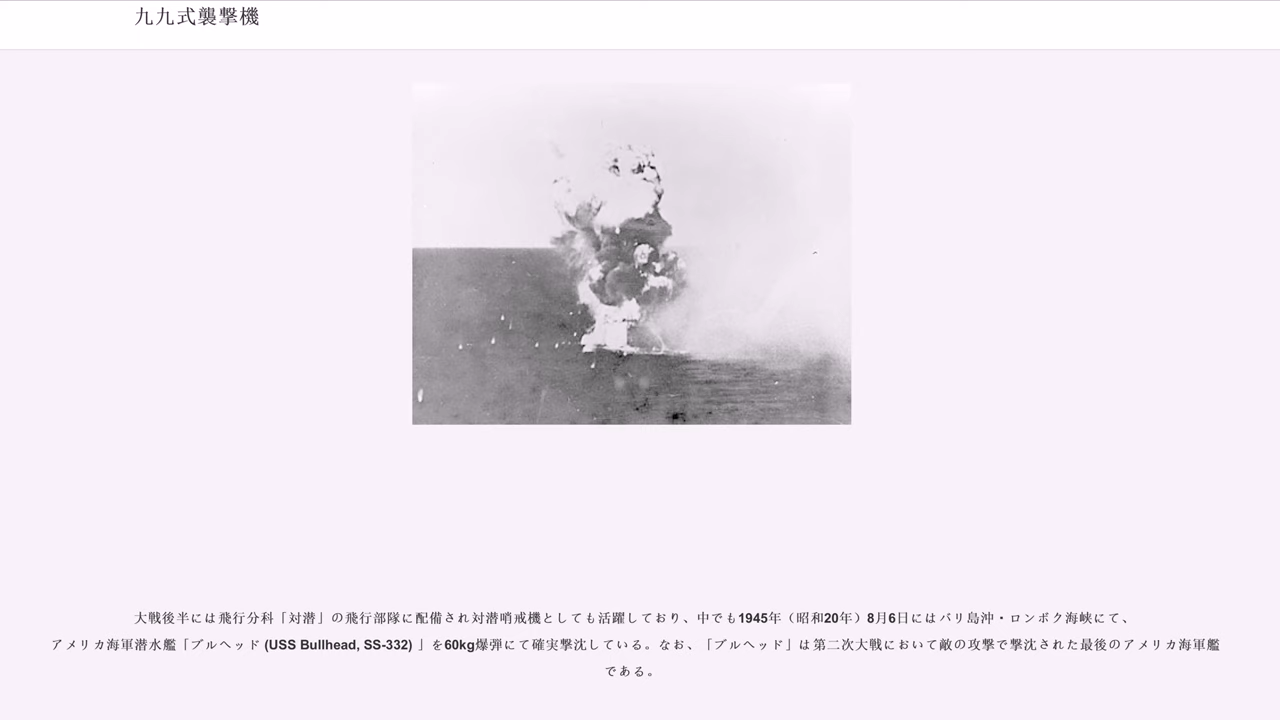 九九式襲撃機
大戦後半には飛行分科「対潜」の飛行部隊に配備され対潜哨戒機としても活躍しており、中でも1945年（昭和20年）8月6日にはバリ島沖・ロンボク海峡にて、
アメリカ海軍潜水艦「ブルヘッド (USS Bullhead, SS-332) 」を60kg爆弾にて確実撃沈している。なお、「ブルヘッド」は第二次大戦において敵の攻撃で撃沈された最後のアメリカ海軍艦
である。